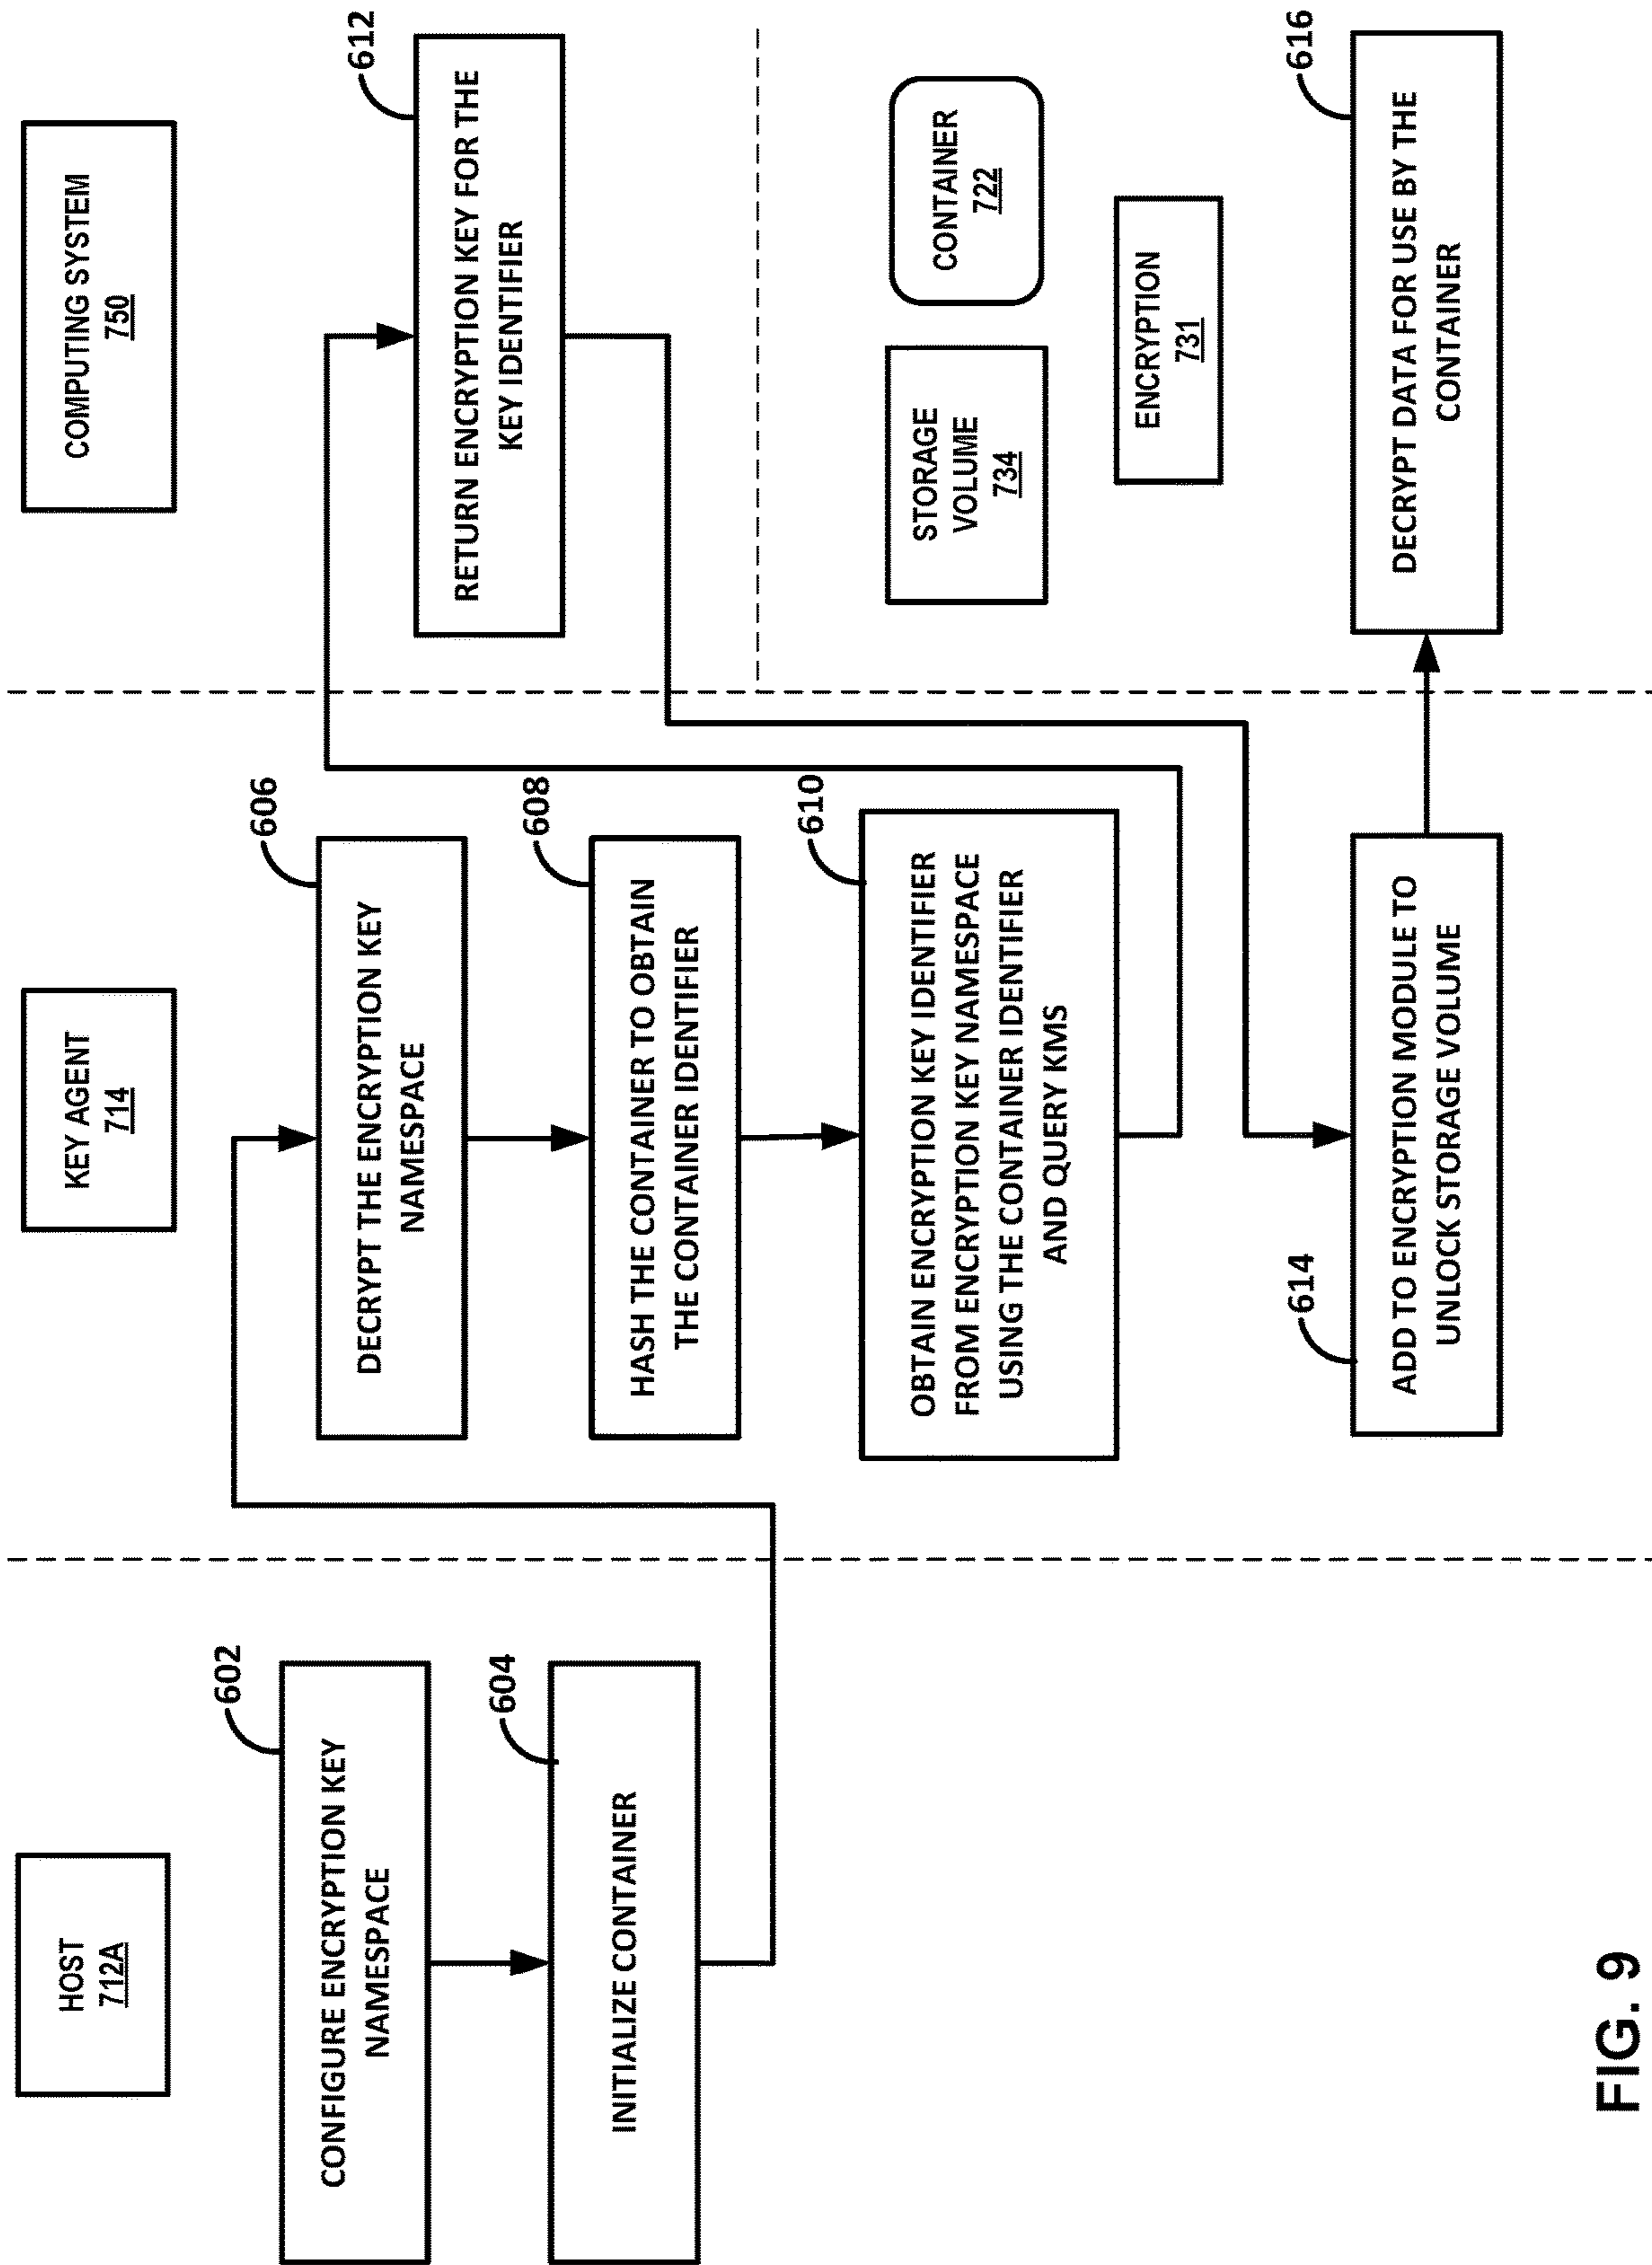 HOST
712A
602
CONFIGURE ENCRYPTION KEY
NAMESPACE
604
INITIALIZE CONTAINER
KEY AGENT
714
606
DECRYPT THE ENCRYPTION KEY
NAMESPACE
608
HASH THE CONTAINER TO OBTAIN
THE CONTAINER IDENTIFIER
610
OBTAIN ENCRYPTION KEY IDENTIFIER
FROM ENCRYPTION KEY NAMESPACE
USING THE CONTAINER IDENTIFIER
AND QUERY KMS
614
ADD TO ENCRYPTION MODULE TO
UNLOCK STORAGE VOLUME
COMPUTING SYSTEM
750
612
RETURN ENCRYPTION KEY FOR THE
KEY IDENTIFIER
STORAGE
VOLUME
734
CONTAINER
722
ENCRYPTION
731
616
DECRYPT DATA FOR USE BY THE
CONTAINER
FIG. 9